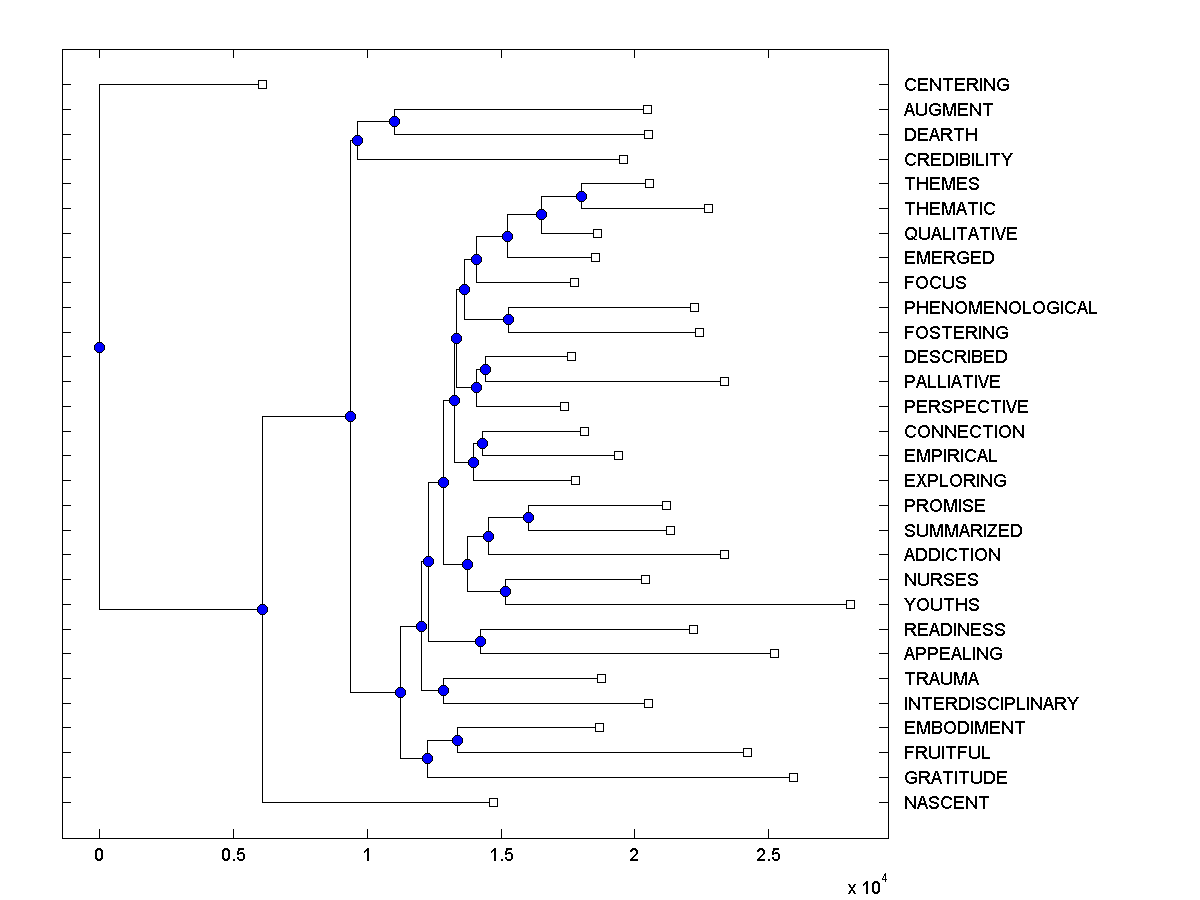 CENTERING
AUGMENT
DEARTH
CREDIBILITY
THEMES
THEMATIC
QUALITATIVE
EMERGED
FOCUS
PHENOMENOLOGICAL
FOSTERING
DESCRIBED
PALLIATIVE
PERSPECTIVE
CONNECTION
EMPIRICAL
EXPLORING
PROMISE
SUMMARIZED
ADDICTION
NURSES
YOUTHS
READINESS
APPEALING
TRAUMA
INTERDISCIPLINARY
EMBODIMENT
FRUITFUL
GRATITUDE
NASCENT
0 0.5 1 1.5 2 2.5
x 10^4